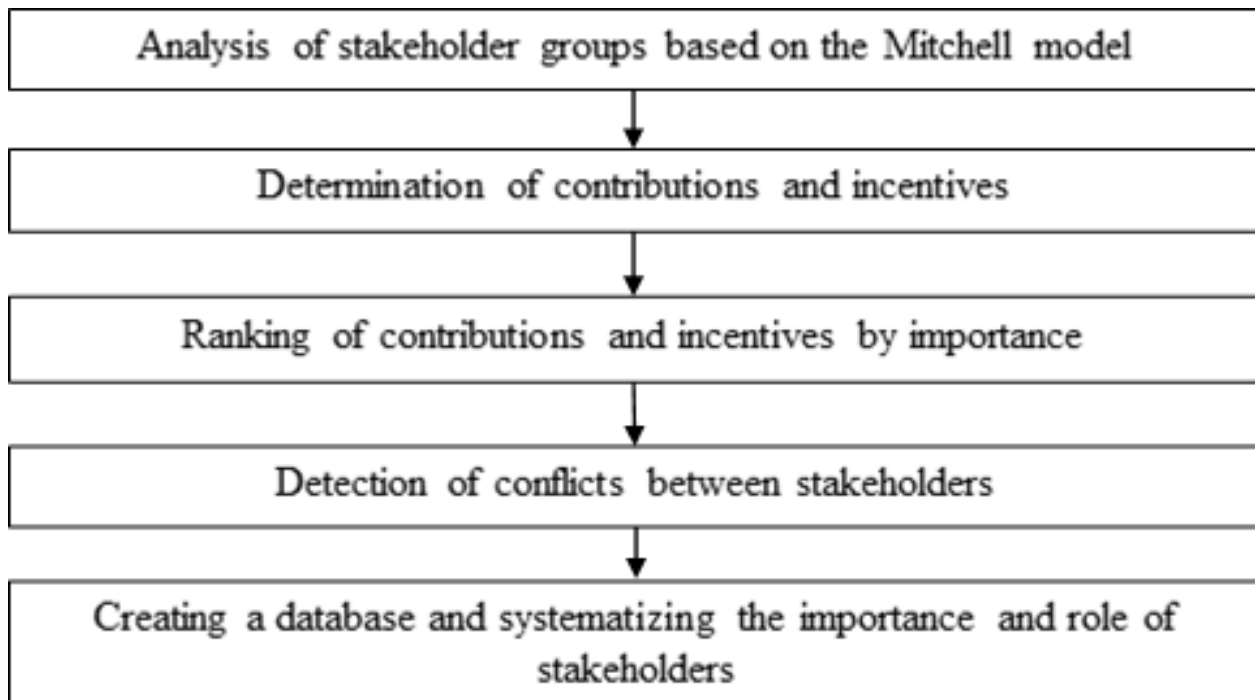 Analysis of stakeholder groups based on the Mitchell model
Determination of contributions and incentives
Ranking of contributions and incentives by importance
Detection of conflicts between stakeholders
Creating a database and systematizing the importance and role of
stakeholders